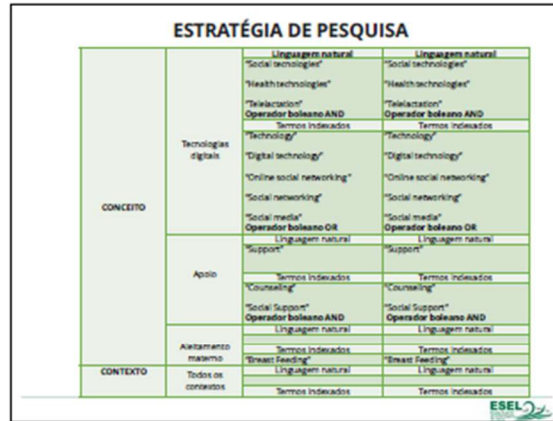 ESTRATÉGIA DE PESQUISA
CONCEITO
Tecnologias
digitais
Linguagem natural
"Social tecnologies"
"Health technologies"
"Telelactation"
Operador boleano AND
Termos Indexados
"Technology"
"Digital technology"
"Online social networking"
"Social networking"
"Social media"
Operador boleano OR
Linguagem natural
"Social technologies"
"Health technologies"
"Telelactation"
Operador boleano AND
Termos Indexados
"Technology"
"Digital technology"
"Online social networking"
"Social networking"
"Social media"
Operador boleano OR
Apoio
Linguagem natural
"Support"
Termos Indexados
"Counseling"
"Social Support"
Operador boleano AND
Linguagem natural
"Support"
Termos Indexados
"Counseling"
"Social Support"
Operador boleano AND
Aleitamento
materno
Linguagem natural
Termos Indexados
"Breast Feeding"
Linguagem natural
Termos Indexados
"Breast Feeding"
CONTEXTO
Todos os
contextos
Linguagem natural
Termos Indexados
Linguagem natural
Termos Indexados
ESEL